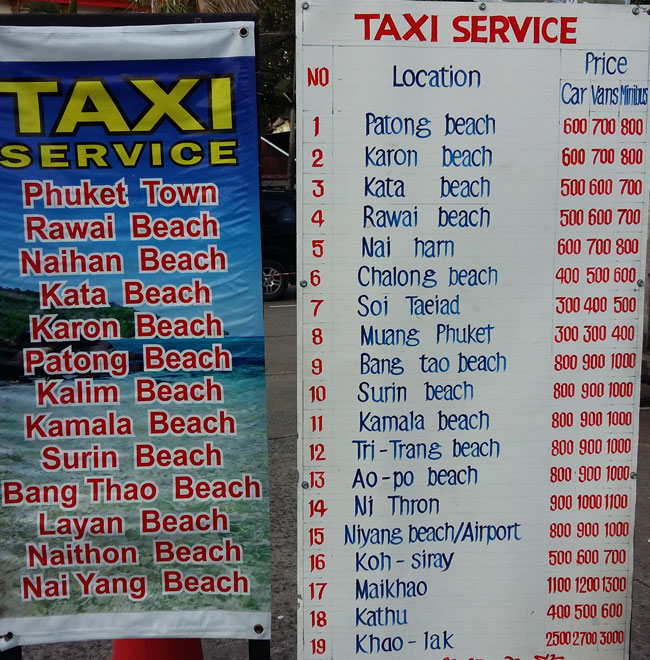 TAXI
SERVICE
Phuket Town
Rawai Beach
Naihan Beach
Kata Beach
Karon Beach
Patong Beach
Kalim Beach
Kamala Beach
Surin Beach
Bang Thao Beach
Layan Beach
Naithon Beach
Nai Yang Beach
TAXI SERVICE
NO Location Price
Car Vans Minibus
1 Patong beach 600 700 800
2 Karon beach 600 700 800
3 Kata beach 500 600 700
4 Rawai beach 500 600 700
5 Nai harn 600 700 800
6 Chalong beach 400 500 600
7 Soi Taeiad 300 400 500
8 Muang Phuket 300 300 400
9 Bang tao beach 800 900 1000
10 Surin beach 800 900 1000
11 Kamala beach 800 900 1000
12 Tri-Trang beach 800 900 1000
13 Ao-po beach 800 900 1000
14 Ni Thron 900 1000 1100
15 Niyang beach/Airport 800 900 1000
16 Koh-siray 500 600 700
17 Maikhao 1100 1200 1300
18 Kathu 400 500 600
19 Khao-lak 2500 2700 3000